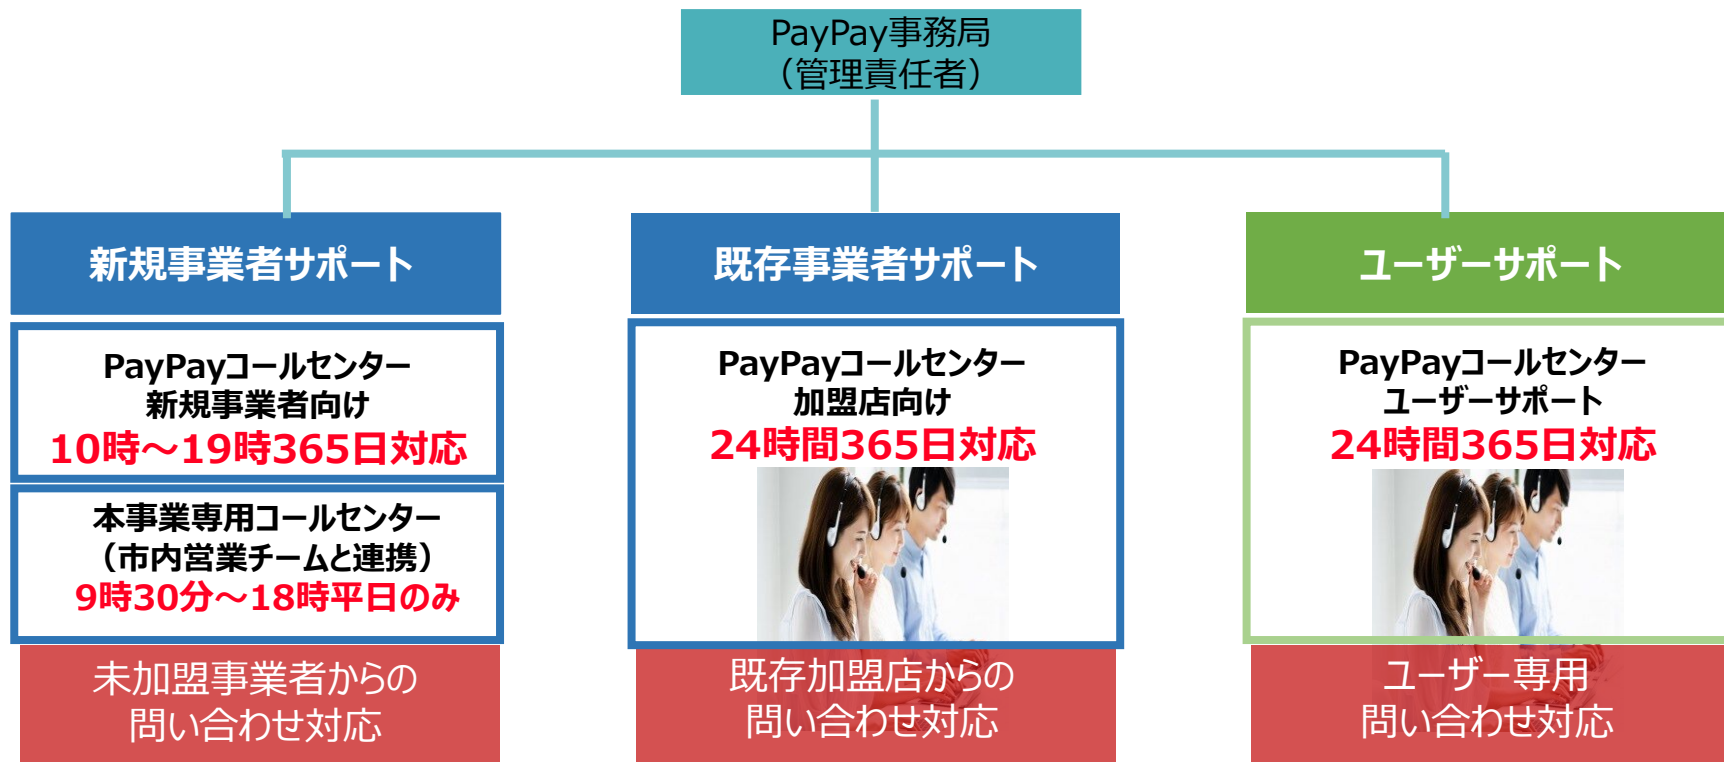 PayPay事務局
（管理責任者）
新規事業者サポート
PayPayコールセンター
新規事業者向け
10時～19時365日対応
本事業専用コールセンター
（市内営業チームと連携）
9時30分～18時平日のみ
未加盟事業者からの
問い合わせ対応
既存事業者サポート
PayPayコールセンター
加盟店向け
24時間365日対応
既存加盟店からの
問い合わせ対応
ユーザーサポート
PayPayコールセンター
ユーザーサポート
24時間365日対応
ユーザー専用
問い合わせ対応